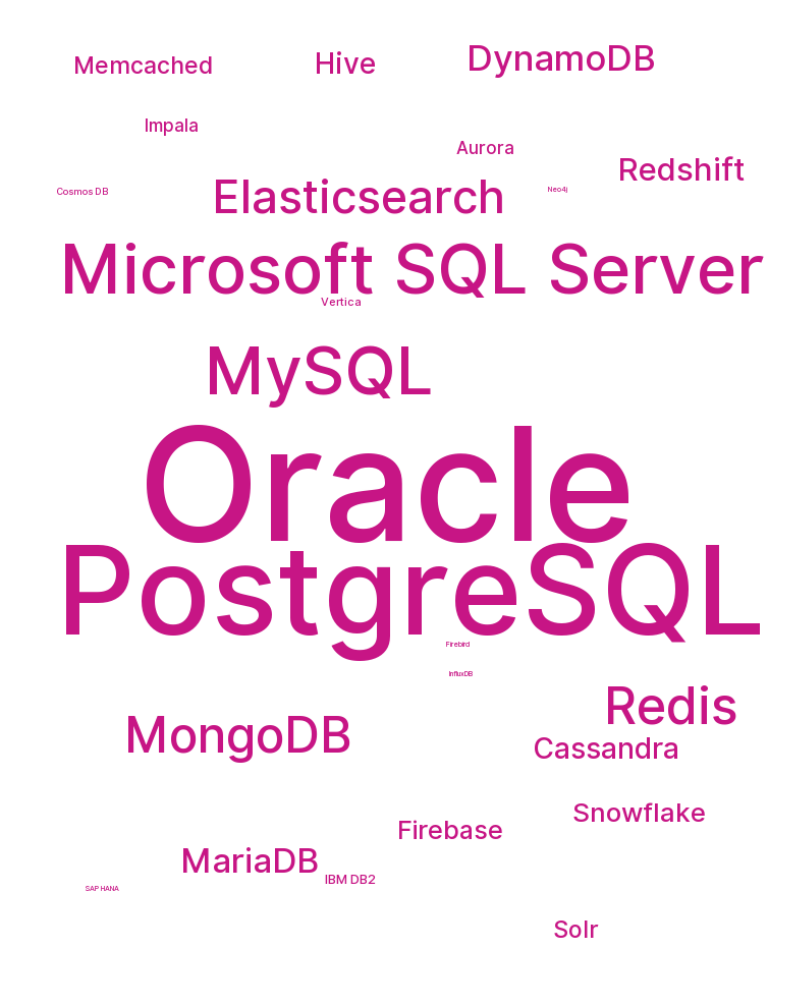 DynamoDB
Hive
Memcached
Impala
Aurora
Redshift
Neo4j
Cosmos DB
Elasticsearch
Microsoft SQL Server
Vertica
MySQL
Oracle
PostgreSQL
Firebird
InfluxDB
Redis
MongoDB
Cassandra
Snowflake
Firebase
MariaDB
IBM DB2
SAP HANA
Solr